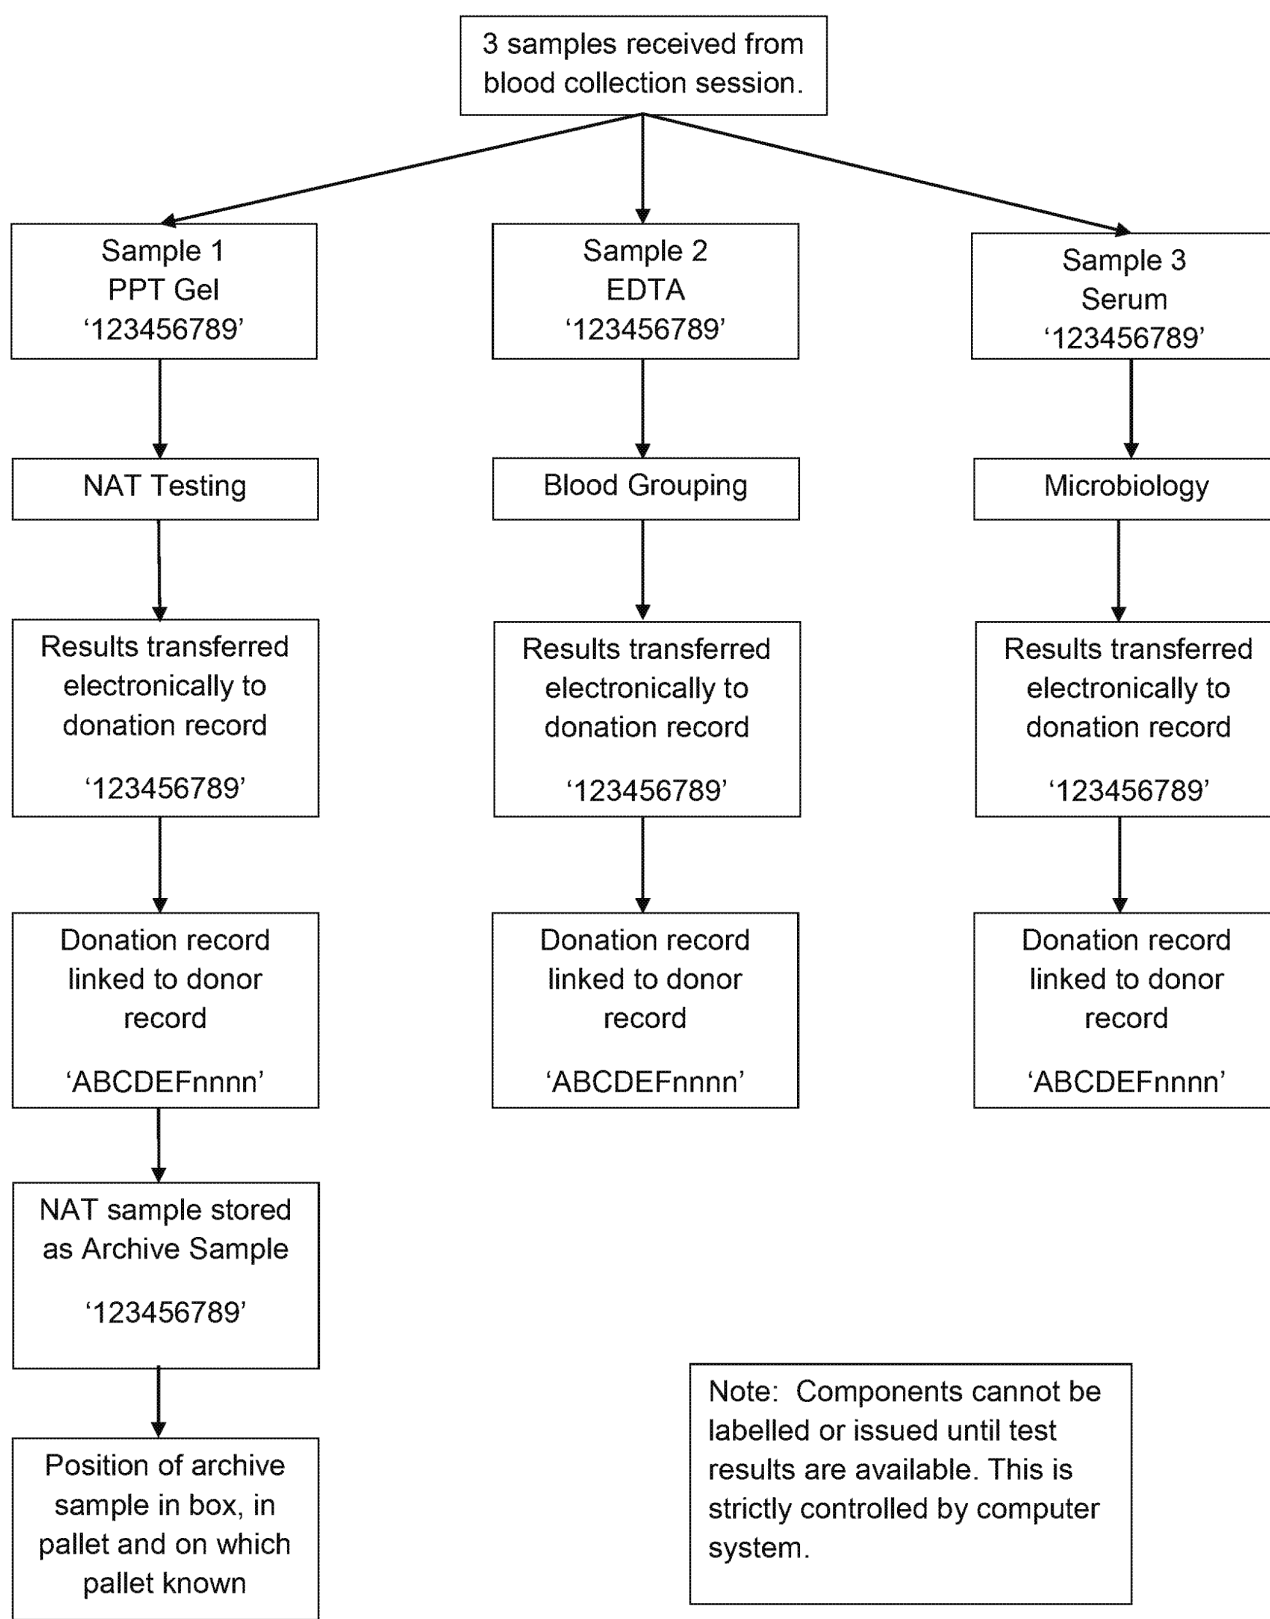 3 samples received from
blood collection session.
Sample 1
PPT Gel
‘123456789’
Sample 2
EDTA
‘123456789’
Sample 3
Serum
‘123456789’
NAT Testing
Blood Grouping
Microbiology
Results transferred
electronically to
donation record
‘123456789’
Results transferred
electronically to
donation record
‘123456789’
Results transferred
electronically to
donation record
‘123456789’
Donation record
linked to donor
record
‘ABCDEFnnnn’
Donation record
linked to donor
record
‘ABCDEFnnnn’
Donation record
linked to donor
record
‘ABCDEFnnnn’
NAT sample stored
as Archive Sample
‘123456789’
Position of archive
sample in box, in
pallet and on which
pallet known
Note:  Components cannot be
labelled or issued until test
results are available. This is
strictly controlled by computer
system.